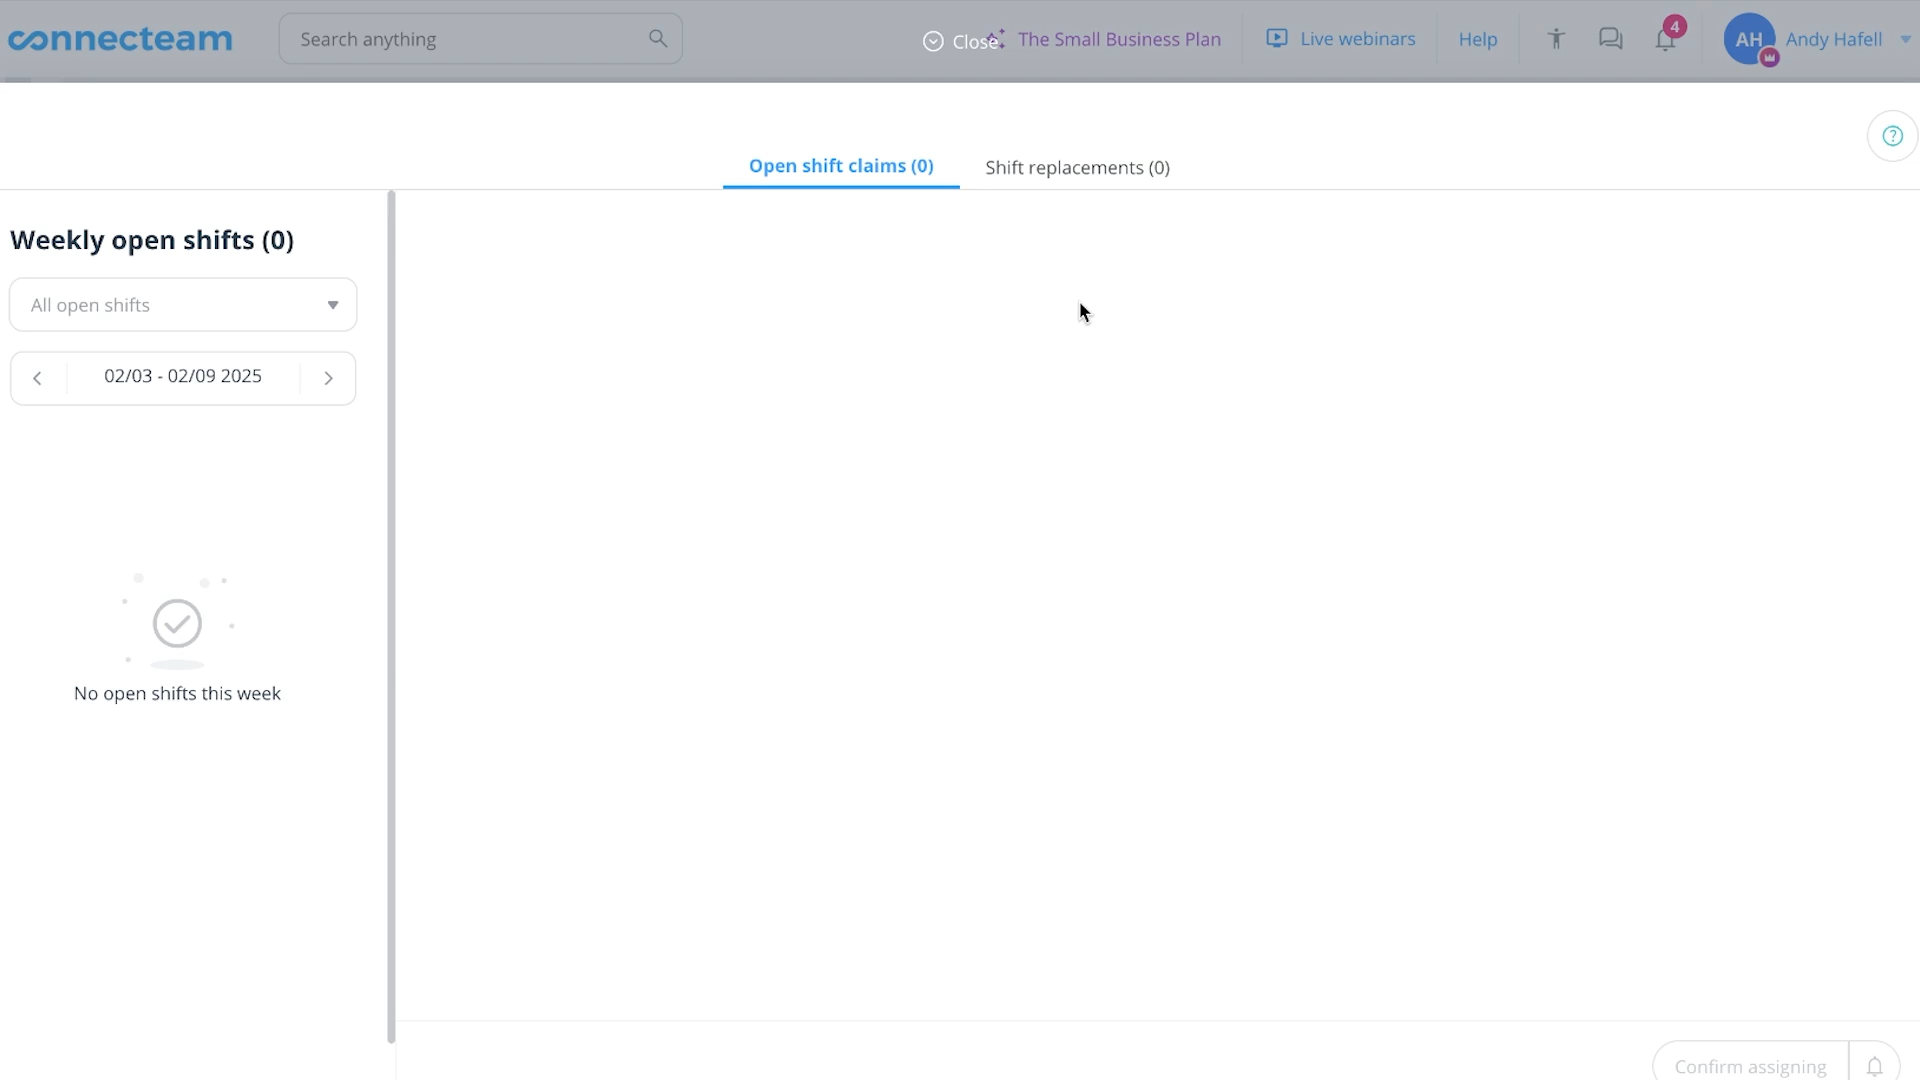 connecteam
Search anything
Close
The Small Business Plan
Live webinars
Help
4
AH
Andy Hafell
?
Open shift claims (0)
Shift replacements (0)
Weekly open shifts (0)
All open shifts
02/03 - 02/09 2025
No open shifts this week
Confirm assigning